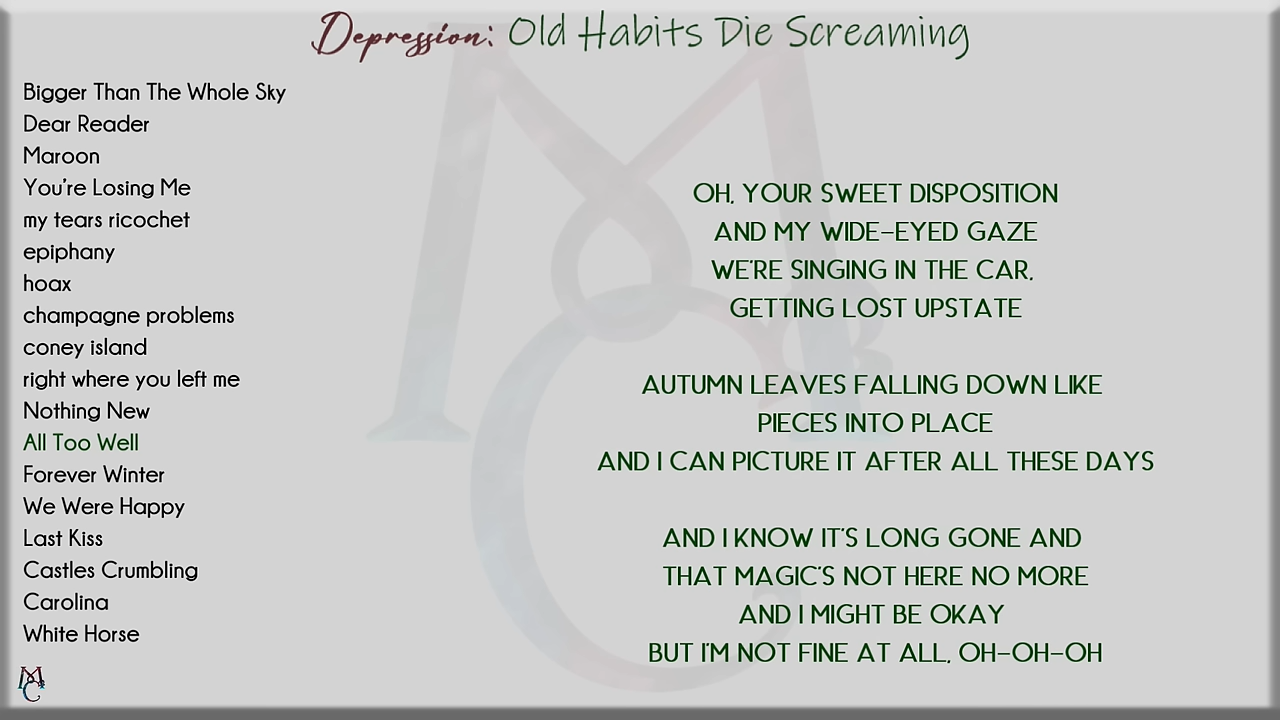 Depression: Old Habits Die Screaming
Bigger Than The Whole Sky
Dear Reader
Maroon
You're Losing Me
my tears ricochet
epiphany
hoax
champagne problems
coney island
right where you left me
Nothing New
All Too Well
Forever Winter
We Were Happy
Last Kiss
Castles Crumbling
Carolina
White Horse
OH, YOUR SWEET DISPOSITION
AND MY WIDE-EYED GAZE
WE'RE SINGING IN THE CAR,
GETTING LOST UPSTATE
AUTUMN LEAVES FALLING DOWN LIKE
PIECES INTO PLACE
AND I CAN PICTURE IT AFTER ALL THESE DAYS
AND I KNOW IT'S LONG GONE AND
THAT MAGIC'S NOT HERE NO MORE
AND I MIGHT BE OKAY
BUT I'M NOT FINE AT ALL, OH-OH-OH